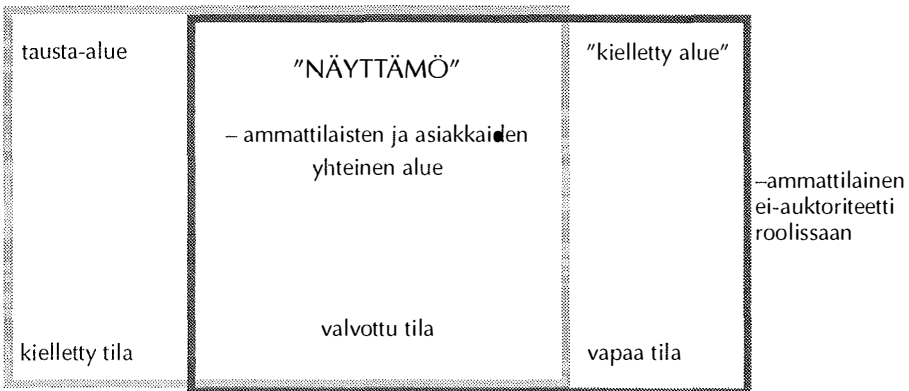 tausta-alue
"NÄYTTÄMÖ"
"kielletty alue"
– ammattilaisten ja asiakkaiden
yhteinen alue
–ammattilainen
ei-auktoriteetti
roolissaan
valvottu tila
kielletty tila
vapaa tila